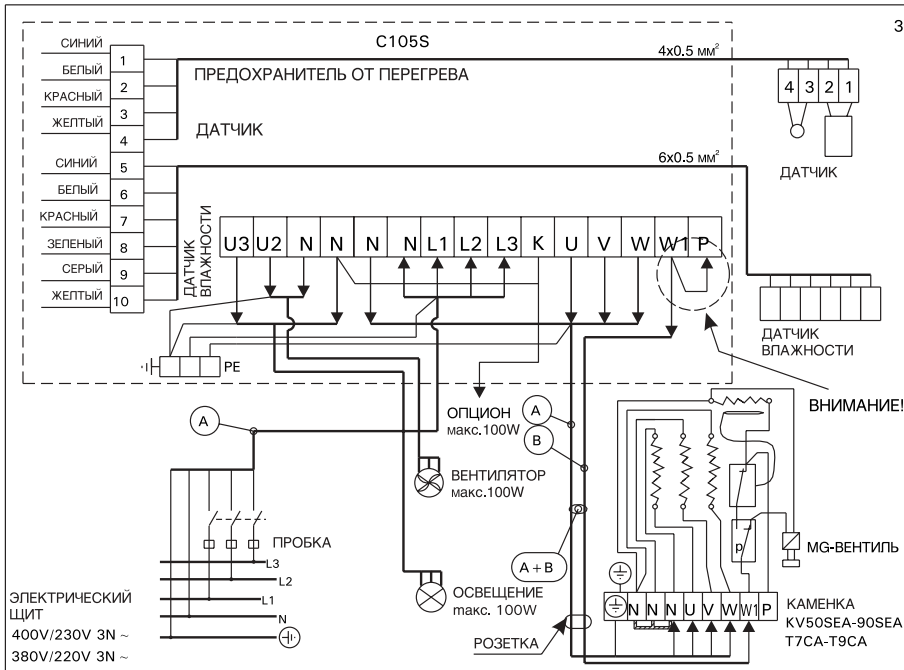 3
C105S
СИНИЙ
БЕЛЫЙ
КРАСНЫЙ
ЖЕЛТЫЙ
СИНИЙ
БЕЛЫЙ
КРАСНЫЙ
ЗЕЛЕНЫЙ
СЕРЫЙ
ЖЕЛТЫЙ
1
2
3
4
5
6
7
8
9
10
ПРЕДОХРАНИТЕЛЬ ОТ ПЕРЕГРЕВА
ДАТЧИК
ДАТЧИК
ВЛАЖНОСТИ
4x0.5 мм²
6x0.5 мм²
4 3 2 1
ДАТЧИК
U3 U2 N N N N L1 L2 L3 K U V W W1 P
ДАТЧИК
ВЛАЖНОСТИ
PE
ВНИМАНИЕ!
A
ОПЦИОН
макс.100W
A
B
ВЕНТИЛЯТОР
макс.100W
A+B
ОСВЕЩЕНИЕ
макс. 100W
РОЗЕТКА
ПРОБКА
L3
L2
L1
N
ЭЛЕКТРИЧЕСКИЙ
ЩИТ
400V/230V 3N ~
380V/220V 3N ~
P
MG-ВЕНТИЛЬ
N N N U V W W1 P
КАМЕНКА
KV50SEA-90SEA
T7CA-T9CA